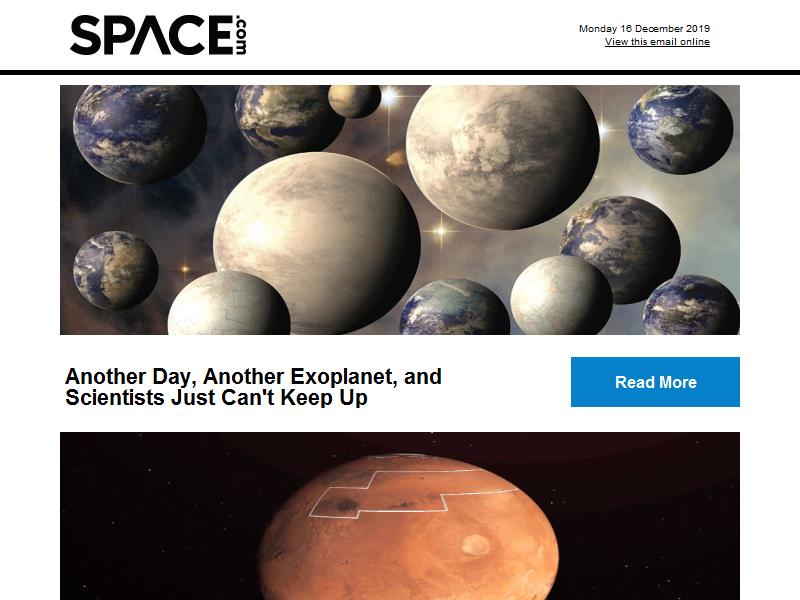 SPACE.com
Monday 16 December 2019
View this email online
Another Day, Another Exoplanet, and
Scientists Just Can't Keep Up
Read More